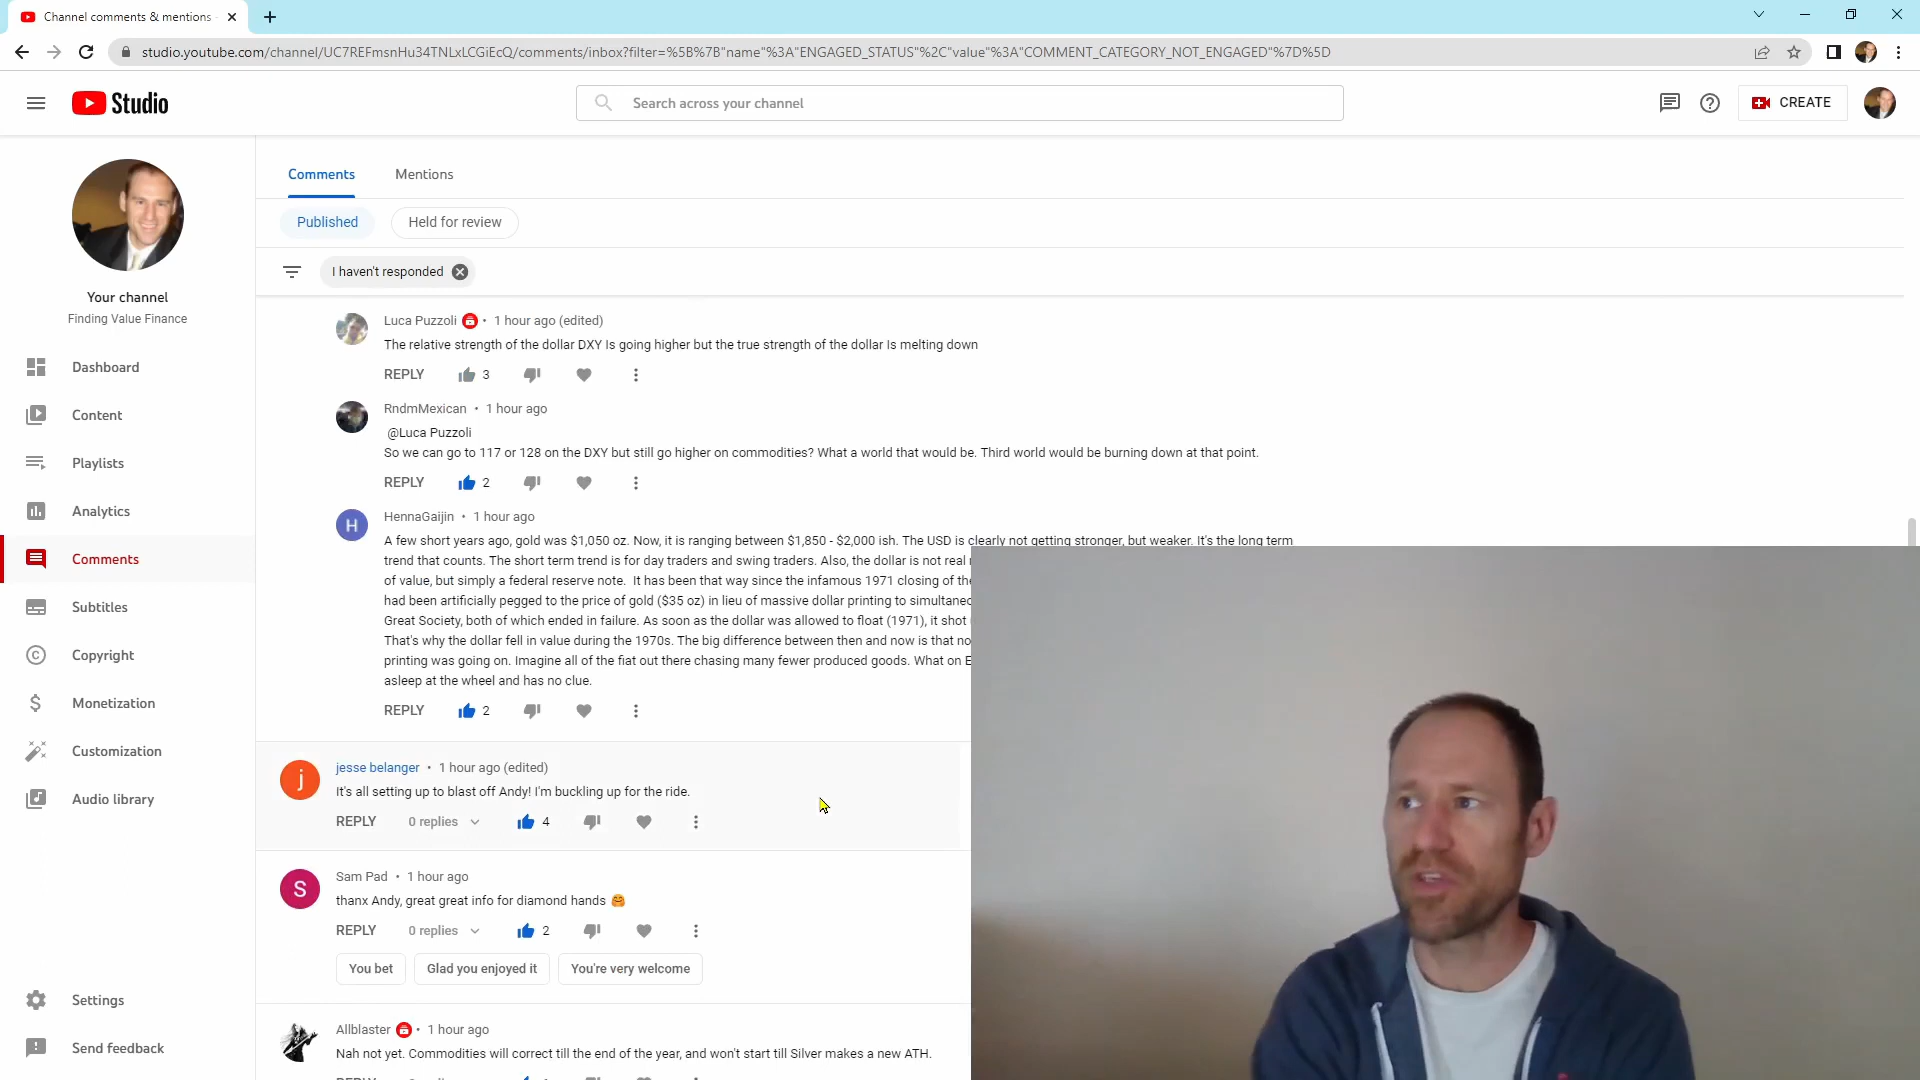 Channel comments & mentions
studio.youtube.com/channel/UC7REFmsnHu34TNLxLCGiEcQ/comments/inbox?filter=%5B%7B"name"%3A"ENGAGED_STATUS"%2C"value"%3A"COMMENT_CATEGORY_NOT_ENGAGED"%7D%5D
Studio
Search across your channel
CREATE
Your channel
Finding Value Finance
Dashboard
Content
Playlists
Analytics
Comments
Subtitles
Copyright
Monetization
Customization
Audio library
Settings
Send feedback
Comments
Mentions
Published
Held for review
I haven't responded
Luca Puzzoli • 1 hour ago (edited)
The relative strength of the dollar DXY Is going higher but the true strength of the dollar Is melting down
REPLY 3
RndmMexican • 1 hour ago
@Luca Puzzoli
So we can go to 117 or 128 on the DXY but still go higher on commodities? What a world that would be. Third world would be burning down at that point.
REPLY 2
H
HennaGaijin • 1 hour ago
A few short years ago, gold was $1,050 oz. Now, it is ranging between $1,850 - $2,000 ish. The USD is clearly not getting stronger, but weaker. It's the long term
trend that counts. The short term trend is for day traders and swing traders. Also, the dollar is not real
of value, but simply a federal reserve note. It has been that way since the infamous 1971 closing of the
had been artificially pegged to the price of gold ($35 oz) in lieu of massive dollar printing to
Great Society, both of which ended in failure. As soon as the dollar was allowed to float (1971), it shot
That's why the dollar fell in value during the 1970s. The big difference between then and now is that
printing was going on. Imagine all of the fiat out there chasing many fewer produced goods. What on
asleep at the wheel and has no clue.
REPLY 2
j
jesse belanger • 1 hour ago (edited)
It's all setting up to blast off Andy! I'm buckling up for the ride.
REPLY 0 replies 4
S
Sam Pad • 1 hour ago
thanx Andy, great great info for diamond hands 🤗
REPLY 0 replies 2
You bet
Glad you enjoyed it
You're very welcome
Allblaster • 1 hour ago
Nah not yet. Commodities will correct till the end of the year, and won't start till Silver makes a new ATH.